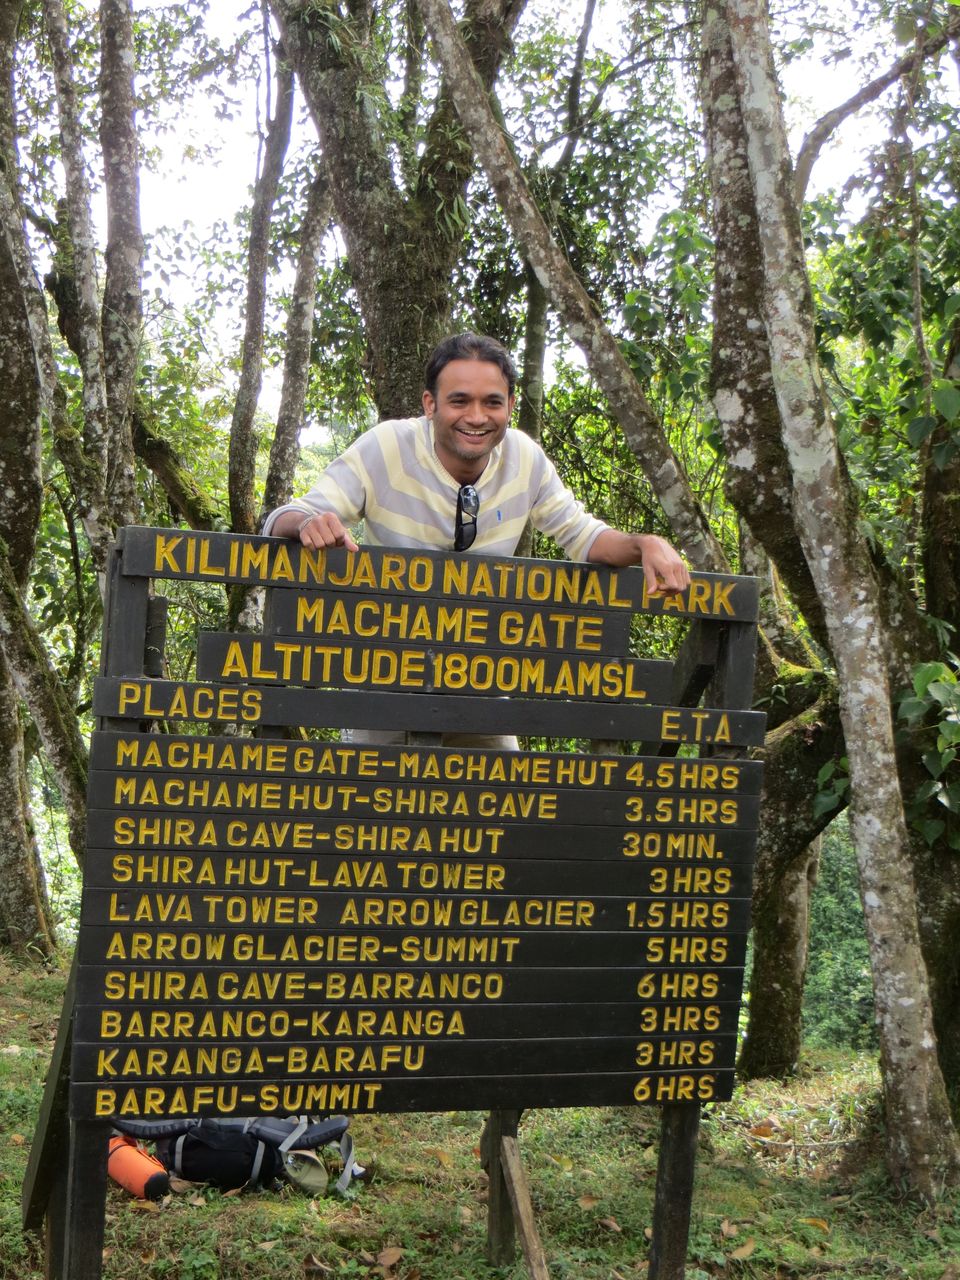 KILIMANJARO NATIONAL PARK
MACHAME GATE
ALTITUDE 1800M.AMSL
PLACES E.T.A
MACHAME GATE-MACHAME HUT 4.5 HRS
MACHAME HUT-SHIRA CAVE 3.5 HRS
SHIRA CAVE-SHIRA HUT 30 MIN.
SHIRA HUT-LAVA TOWER 3 HRS
LAVA TOWER ARROW GLACIER 1.5 HRS
ARROW GLACIER-SUMMIT 5 HRS
SHIRA CAVE-BARRANCO 6 HRS
BARRANCO-KARANGA 3 HRS
KARANGA-BARAFU 3 HRS
BARAFU-SUMMIT 6 HRS